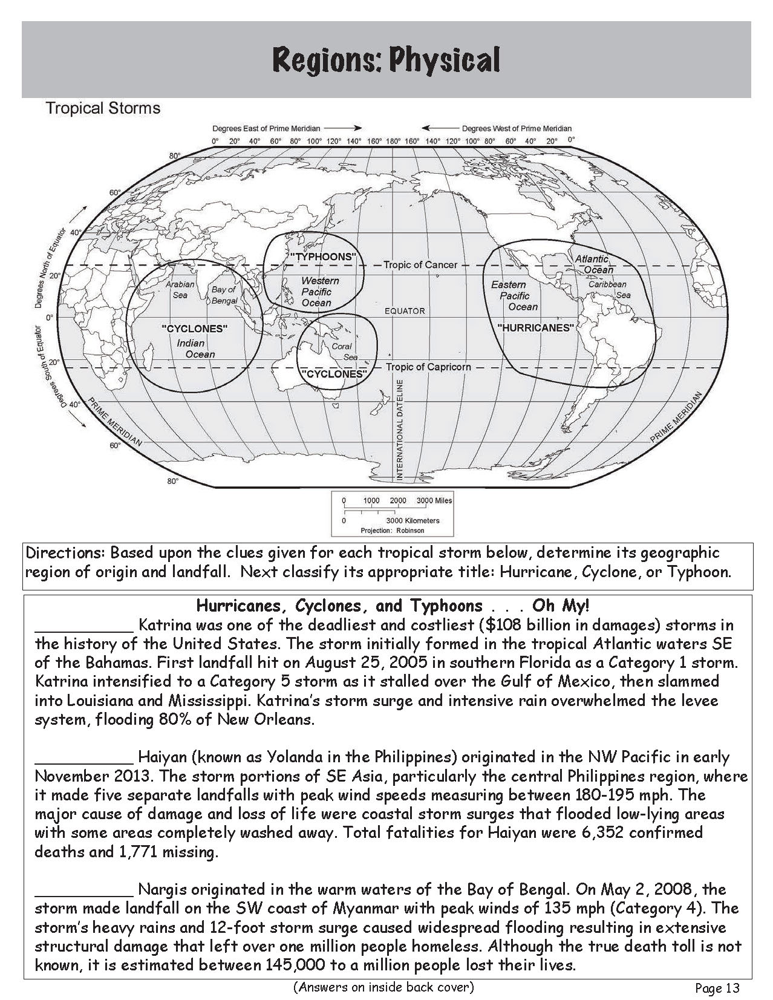 Regions: Physical
Tropical Storms
Degrees East of Prime Meridian
Degrees West of Prime Meridian
0° 20° 40° 60° 80° 100° 120° 140° 160° 180° 160° 140° 120° 100° 80° 60° 40° 20° 0°
80°
60°
40°
0°
Degrees North of Equator
"TYPHOONS"
Tropic of Cancer
Atlantic
Ocean
20°
Arabian
Sea
Bay of
Bengal
Western
Pacific
Ocean
Eastern
Pacific
Ocean
Caribbean
Sea
0°
EQUATOR
"CYCLONES"
"HURRICANES"
Indian
Ocean
Coral
Sea
Degrees South of Equator
20°
Tropic of Capricorn
"CYCLONES"
40°
PRIME MERIDIAN
INTERNATIONAL DATELINE
PRIME MERIDIAN
60°
80°
0 1000 2000 3000 Miles
0 3000 Kilometers
Projection: Robinson
Directions: Based upon the clues given for each tropical storm below, determine its geographic
region of origin and landfall. Next classify its appropriate title: Hurricane, Cyclone, or Typhoon.
Hurricanes, Cyclones, and Typhoons . . . Oh My!
___________ Katrina was one of the deadliest and costliest ($108 billion in damages) storms in
the history of the United States. The storm initially formed in the tropical Atlantic waters SE
of the Bahamas. First landfall hit on August 25, 2005 in southern Florida as a Category 1 storm.
Katrina intensified to a Category 5 storm as it stalled over the Gulf of Mexico, then slammed
into Louisiana and Mississippi. Katrina's storm surge and intensive rain overwhelmed the levee
system, flooding 80% of New Orleans.
___________ Haiyan (known as Yolanda in the Philippines) originated in the NW Pacific in early
November 2013. The storm portions of SE Asia, particularly the central Philippines region, where
it made five separate landfalls with peak wind speeds measuring between 180-195 mph. The
major cause of damage and loss of life were coastal storm surges that flooded low-lying areas
with some areas completely washed away. Total fatalities for Haiyan were 6,352 confirmed
deaths and 1,771 missing.
___________ Nargis originated in the warm waters of the Bay of Bengal. On May 2, 2008, the
storm made landfall on the SW coast of Myanmar with peak winds of 135 mph (Category 4). The
storm's heavy rains and 12-foot storm surge caused widespread flooding resulting in extensive
structural damage that left over one million people homeless. Although the true death toll is not
known, it is estimated between 145,000 to a million people lost their lives.
(Answers on inside back cover)
Page 13